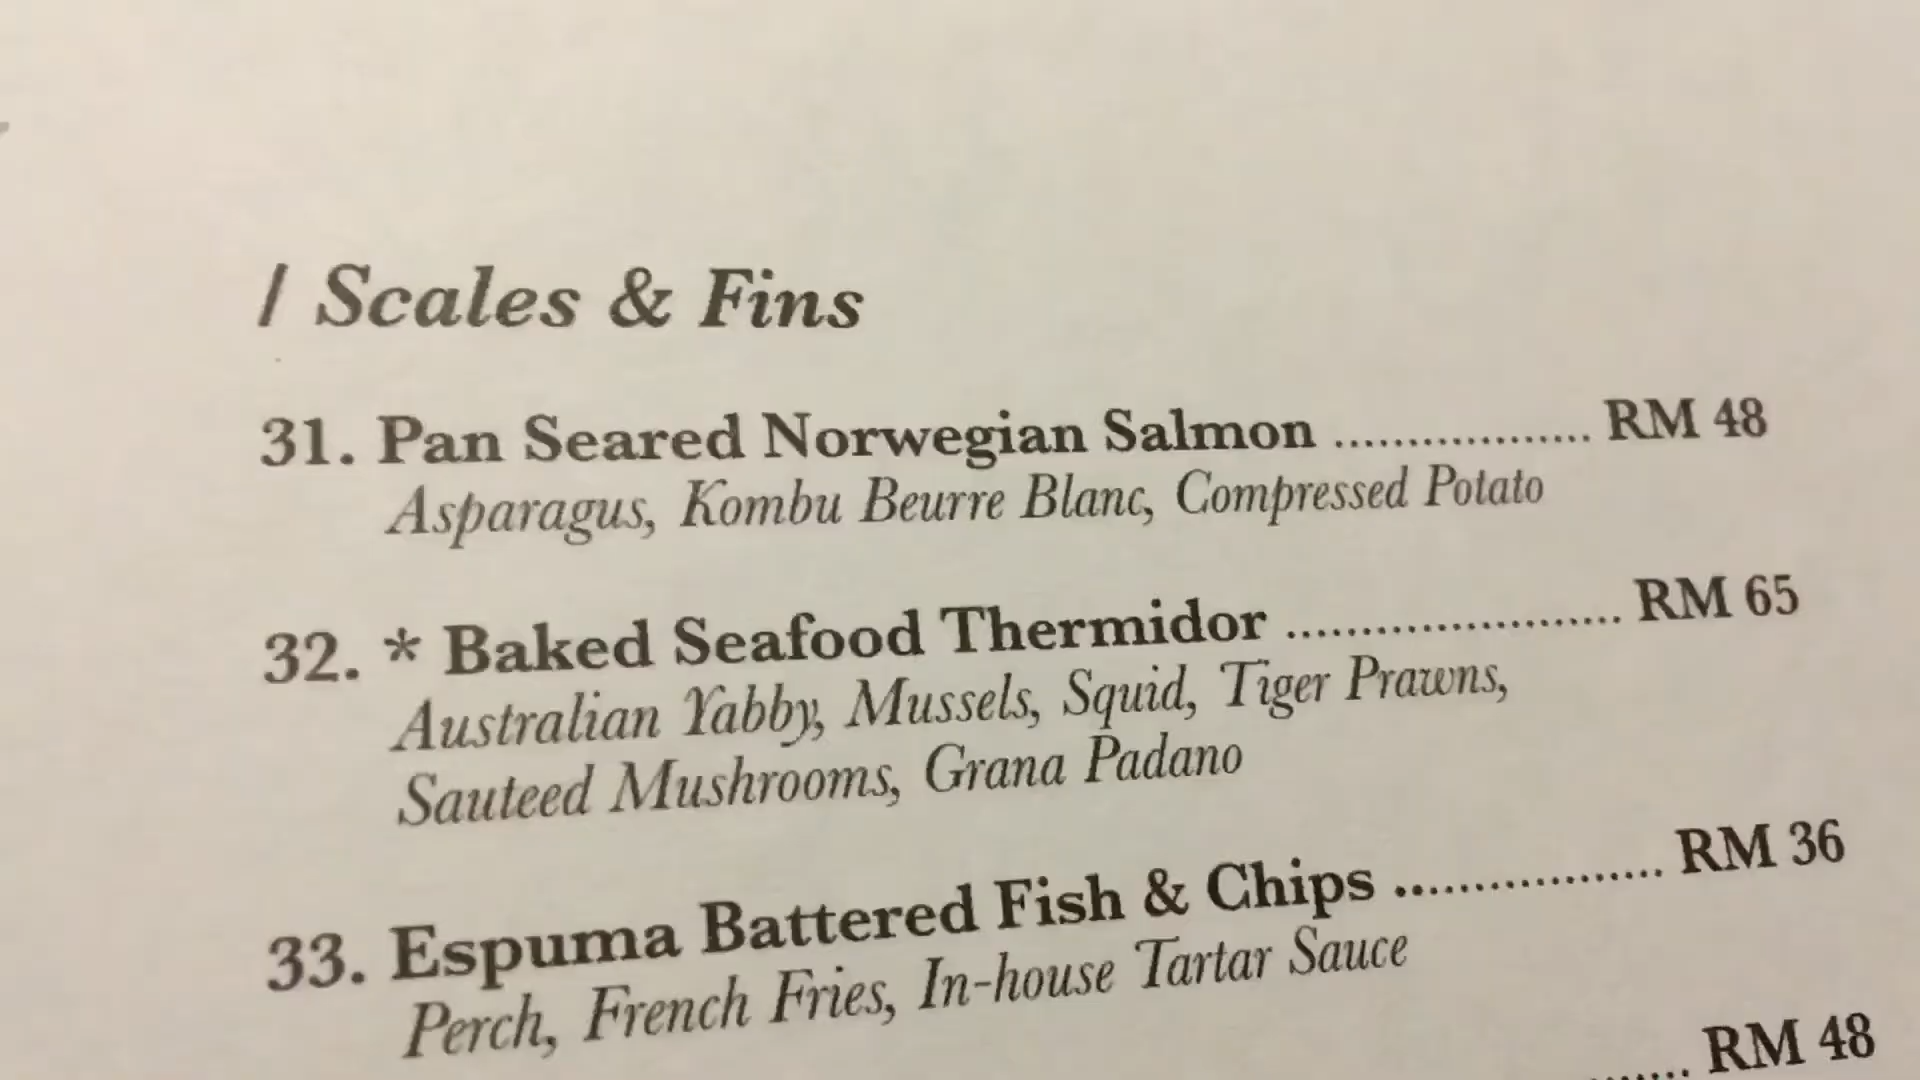 / Scales & Fins
31. Pan Seared Norwegian Salmon .................. RM 48
Asparagus, Kombu Beurre Blanc, Compressed Potato
32. * Baked Seafood Thermidor ....................... RM 65
Australian Yabby, Mussels, Squid, Tiger Prawns,
Sauteed Mushrooms, Grana Padano
33. Espuma Battered Fish & Chips ................... RM 36
Perch, French Fries, In-house Tartar Sauce
....... RM 48